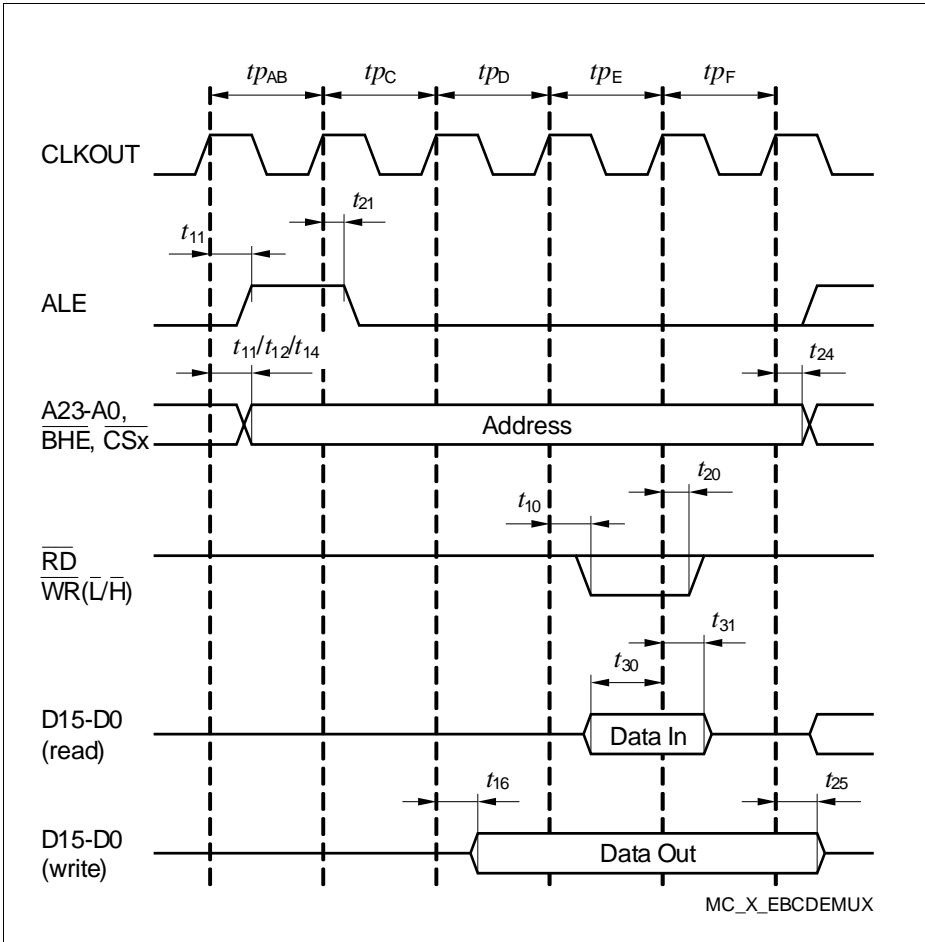 tpAB tpC tpD tpE tpF
CLKOUT
t21
t11
ALE
t11/t12/t14
t24
A23-A0,
BHE, CSx
Address
t20
t10
RD
WR(L/H)
t31
t30
D15-D0
(read)
Data In
t16
t25
D15-D0
(write)
Data Out
MC_X_EBCDEMUX